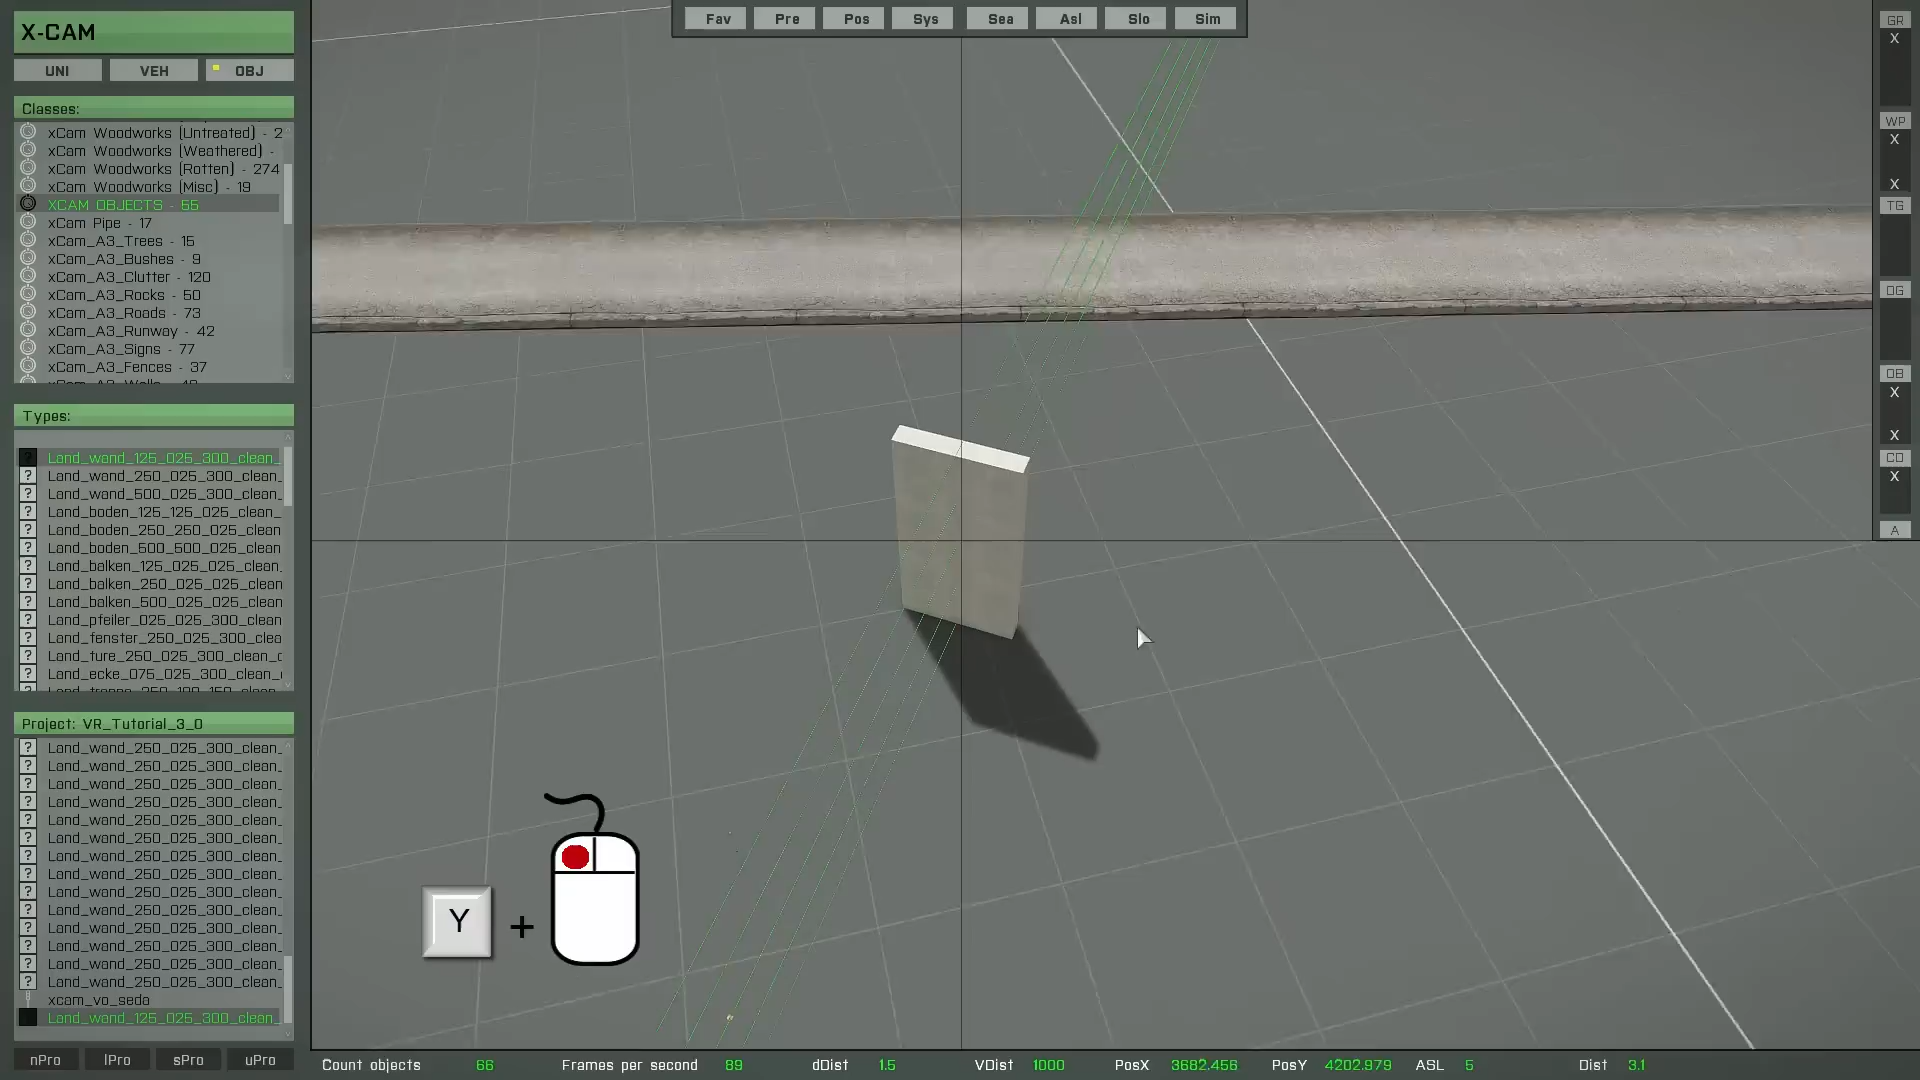 X-CAM
UNI VEH OBJ
Classes:
xCam Woodworks (Untreated) - 2
xCam Woodworks (Weathered) -
xCam Woodworks (Rotten) - 274
xCam Woodworks (Misc) - 19
XCAM OBJECTS - 55
xCam Pipe - 17
xCam_A3_Trees - 15
xCam_A3_Bushes - 9
xCam_A3_Clutter - 120
xCam_A3_Rocks - 50
xCam_A3_Roads - 73
xCam_A3_Runway - 42
xCam_A3_Signs - 77
xCam_A3_Fences - 37
Types:
? Land_wand_125_025_300_clean_
? Land_wand_250_025_300_clean_
? Land_wand_500_025_300_clean_
? Land_boden_125_125_025_clean
? Land_boden_250_250_025_clean
? Land_boden_500_500_025_clean
? Land_balken_125_025_025_clean
? Land_balken_250_025_025_clean
? Land_balken_500_025_025_clean
? Land_pfeiler_025_025_300_clean
? Land_fenster_250_025_300_clea
? Land_ture_250_025_300_clean_c
? Land_ecke_075_025_300_clean_
Project: VR_Tutorial_3_0
? Land_wand_250_025_300_clean_
? Land_wand_250_025_300_clean_
? Land_wand_250_025_300_clean_
? Land_wand_250_025_300_clean_
? Land_wand_250_025_300_clean_
? Land_wand_250_025_300_clean_
? Land_wand_250_025_300_clean_
? Land_wand_250_025_300_clean_
? Land_wand_250_025_300_clean_
? Land_wand_250_025_300_clean_
? Land_wand_250_025_300_clean_
? Land_wand_250_025_300_clean_
? Land_wand_250_025_300_clean_
? Land_wand_250_025_300_clean_
xcam_vo_seda
Land_wand_125_025_300_clean_
nPro lPro sPro uPro
Fav Pre Pos Sys Sea Asl Slo Sim
Y +
GR
X
WP
X
X
TG
OG
OB
X
X
CO
X
A
Count objects 66 Frames per second 89 dDist 1.5 VDist 1000 PosX 3682.456 PosY 4202.979 ASL 5 Dist 3.1